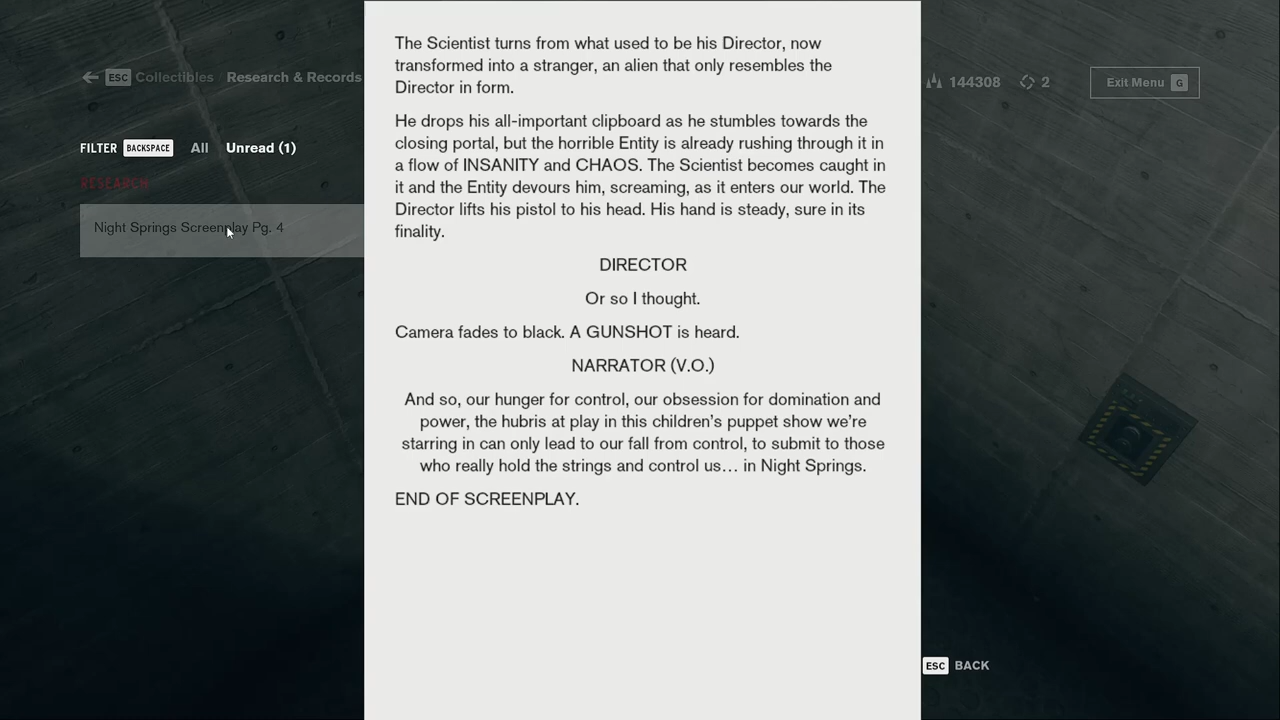 ESC Collectibles / Research & Records
144308
2
Exit Menu G
FILTER BACKSPACE All Unread (1)
RESEARCH
Night Springs Screenplay Pg. 4
The Scientist turns from what used to be his Director, now
transformed into a stranger, an alien that only resembles the
Director in form.
He drops his all-important clipboard as he stumbles towards the
closing portal, but the horrible Entity is already rushing through it in
a flow of INSANITY and CHAOS. The Scientist becomes caught in
it and the Entity devours him, screaming, as it enters our world. The
Director lifts his pistol to his head. His hand is steady, sure in its
finality.
DIRECTOR
Or so I thought.
Camera fades to black. A GUNSHOT is heard.
NARRATOR (V.O.)
And so, our hunger for control, our obsession for domination and
power, the hubris at play in this children’s puppet show we’re
starring in can only lead to our fall from control, to submit to those
who really hold the strings and control us… in Night Springs.
END OF SCREENPLAY.
ESC BACK